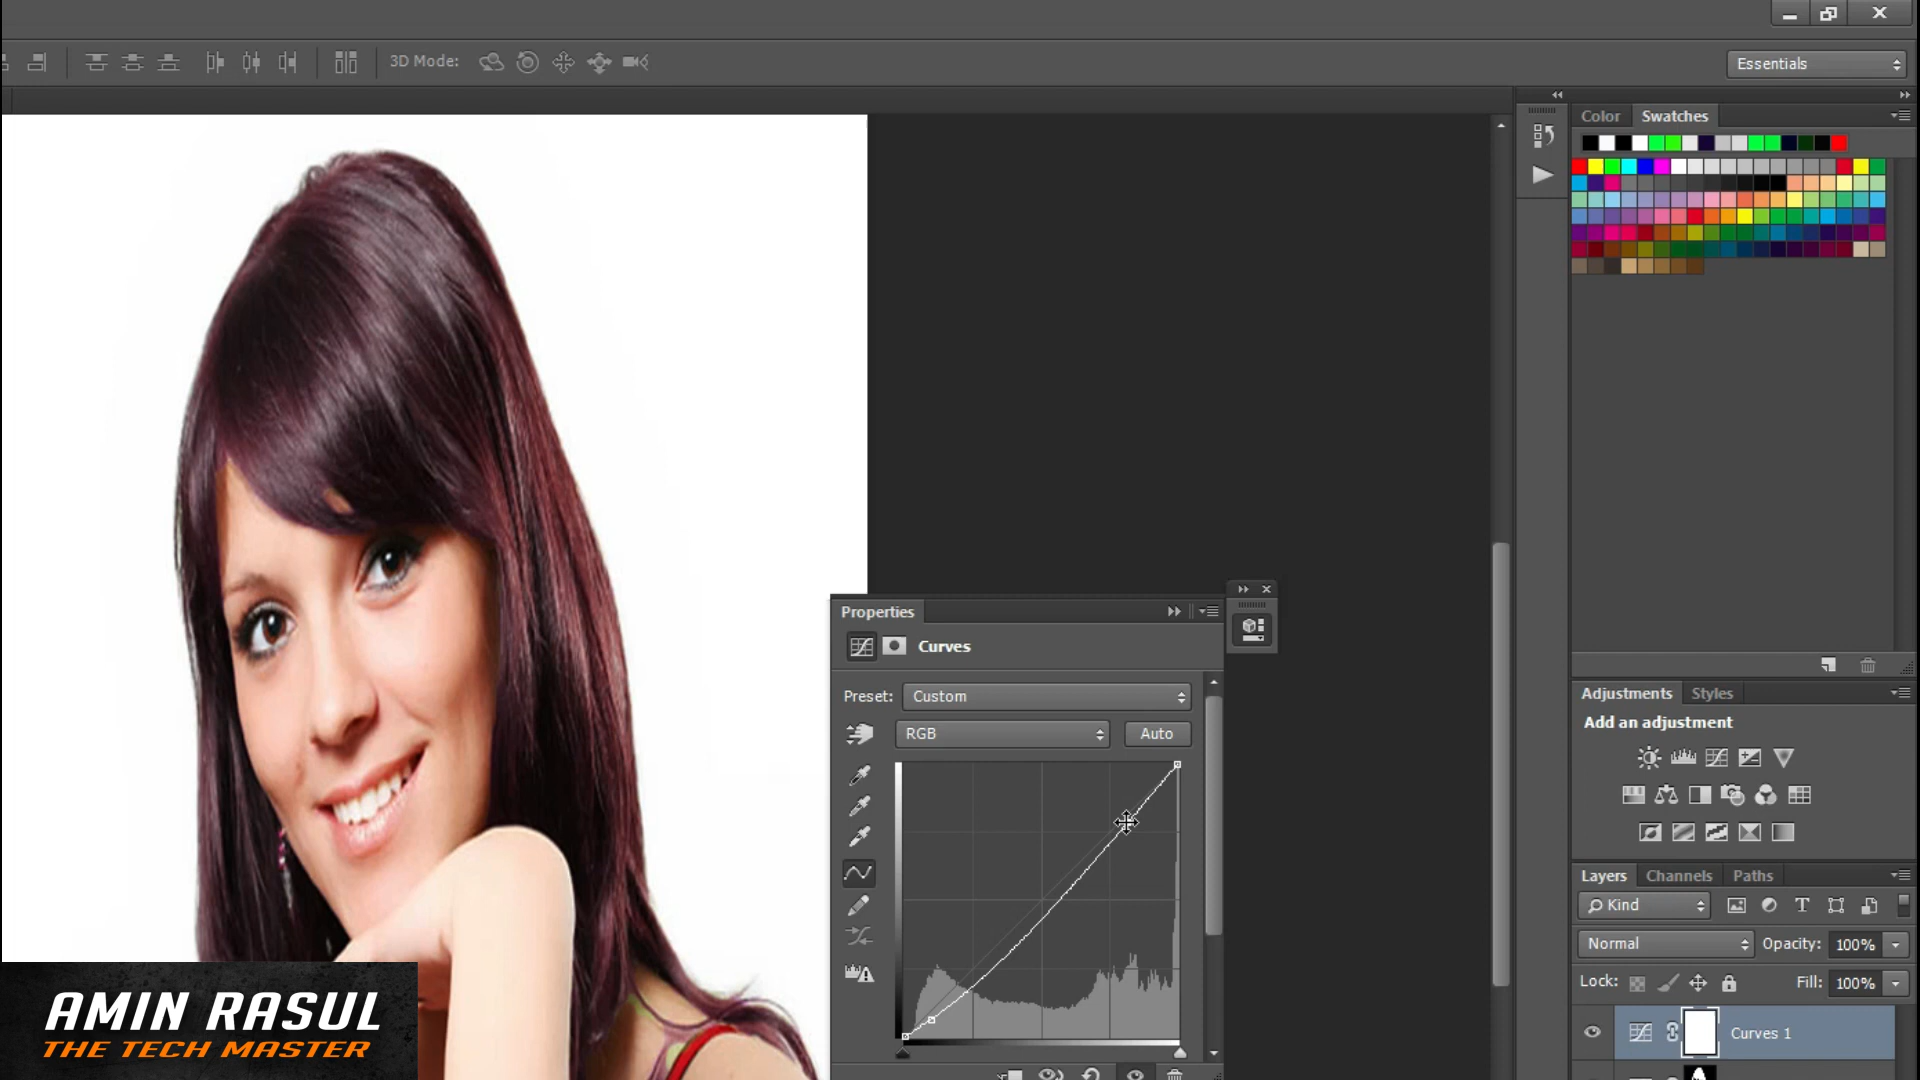 3D Mode:
Essentials
Color
Swatches
Properties
Curves
Preset:
Custom
RGB
Auto
Adjustments
Styles
Add an adjustment
Layers
Channels
Paths
Kind
Normal
Opacity:
100%
Lock:
Fill:
100%
Curves 1
AMIN RASUL
THE TECH MASTER